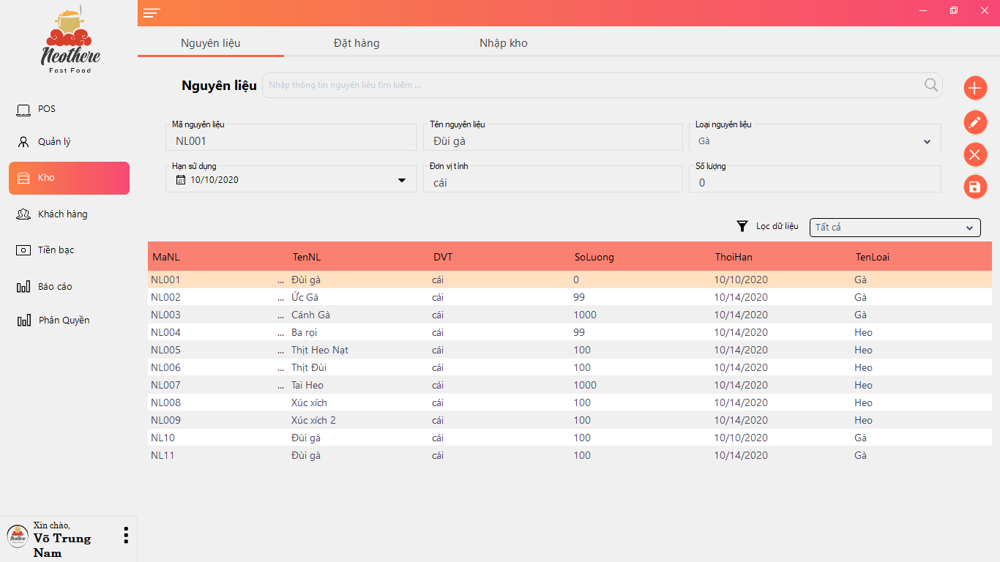 Neothere
Fast Food
POS
Quản lý
Kho
Khách hàng
Tiền bạc
Báo cáo
Phân Quyền
Xin chào,
Võ Trung
Nam
Nguyên liệu Đặt hàng Nhập kho
Nguyên liệu Nhập thông tin nguyên liệu tìm kiếm ...
Mã nguyên liệu Tên nguyên liệu Loại nguyên liệu
NL001 Đùi gà Gà
Hạn sử dụng Đơn vị tính Số lượng
10/10/2020 cái 0
Lọc dữ liệu Tất cả
MaNL TenNL DVT SoLuong ThoiHan TenLoai
NL001 ... Đùi gà cái 0 10/10/2020 Gà
NL002 ... Ức Gà cái 99 10/14/2020 Gà
NL003 ... Cánh Gà cái 1000 10/14/2020 Gà
NL004 ... Ba rọi cái 99 10/14/2020 Heo
NL005 ... Thịt Heo Nạt cái 100 10/14/2020 Heo
NL006 ... Thịt Đùi cái 100 10/14/2020 Heo
NL007 ... Tai Heo cái 1000 10/14/2020 Heo
NL008 Xúc xích cái 100 10/14/2020 Heo
NL009 Xúc xích 2 cái 100 10/14/2020 Heo
NL10 Đùi gà cái 100 10/10/2020 Gà
NL11 Đùi gà cái 100 10/14/2020 Gà